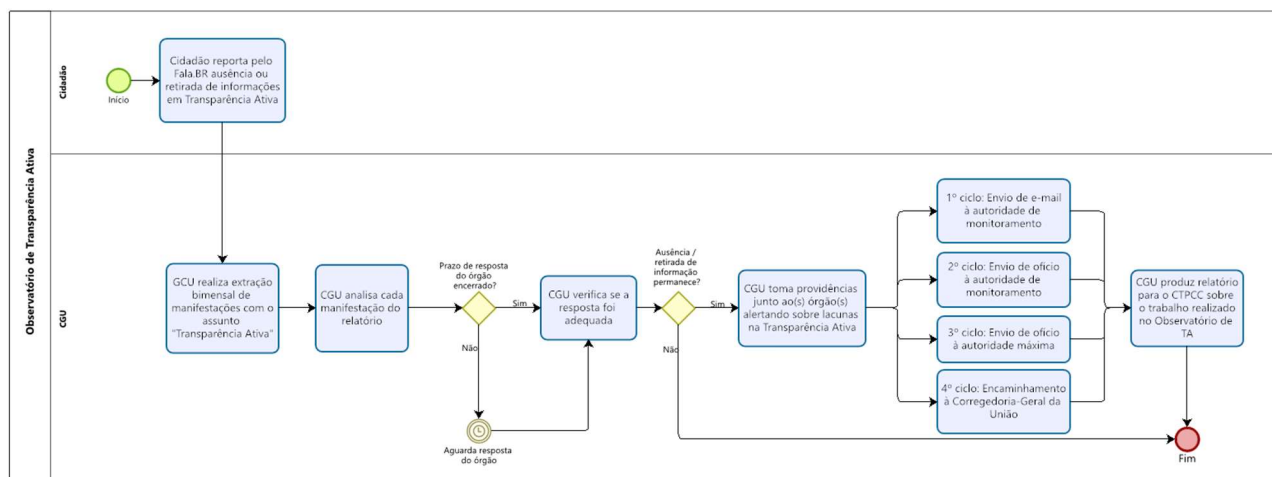 Observatório de Transparência Ativa
Cidadão
Início
Cidadão reporta pelo
Fala.BR ausência ou
retirada de informações
em Transparência Ativa
CGU
GCU realiza extração
bimensal de manifestações com o
assunto
"Transparência Ativa"
CGU analisa cada
manifestação do
relatório
Prazo de resposta
do órgão
encerrado?
Sim
Não
Aguarda resposta
do órgão
CGU verifica se a
resposta foi
adequada
Ausência /
retirada de
informação
permanece?
Sim
Não
CGU toma providências
junto ao(s) órgão(s)
alertando sobre lacunas
na Transparência Ativa
1º ciclo: Envio de e-mail
à autoridade de
monitoramento
2º ciclo: Envio de ofício
à autoridade de
monitoramento
3º ciclo: Envio de ofício
à autoridade máxima
4º ciclo: Encaminhamento
à Corregedoria-Geral da
União
CGU produz relatório
para o CTPCC sobre
o trabalho realizado
no Observatório de
TA
Fim